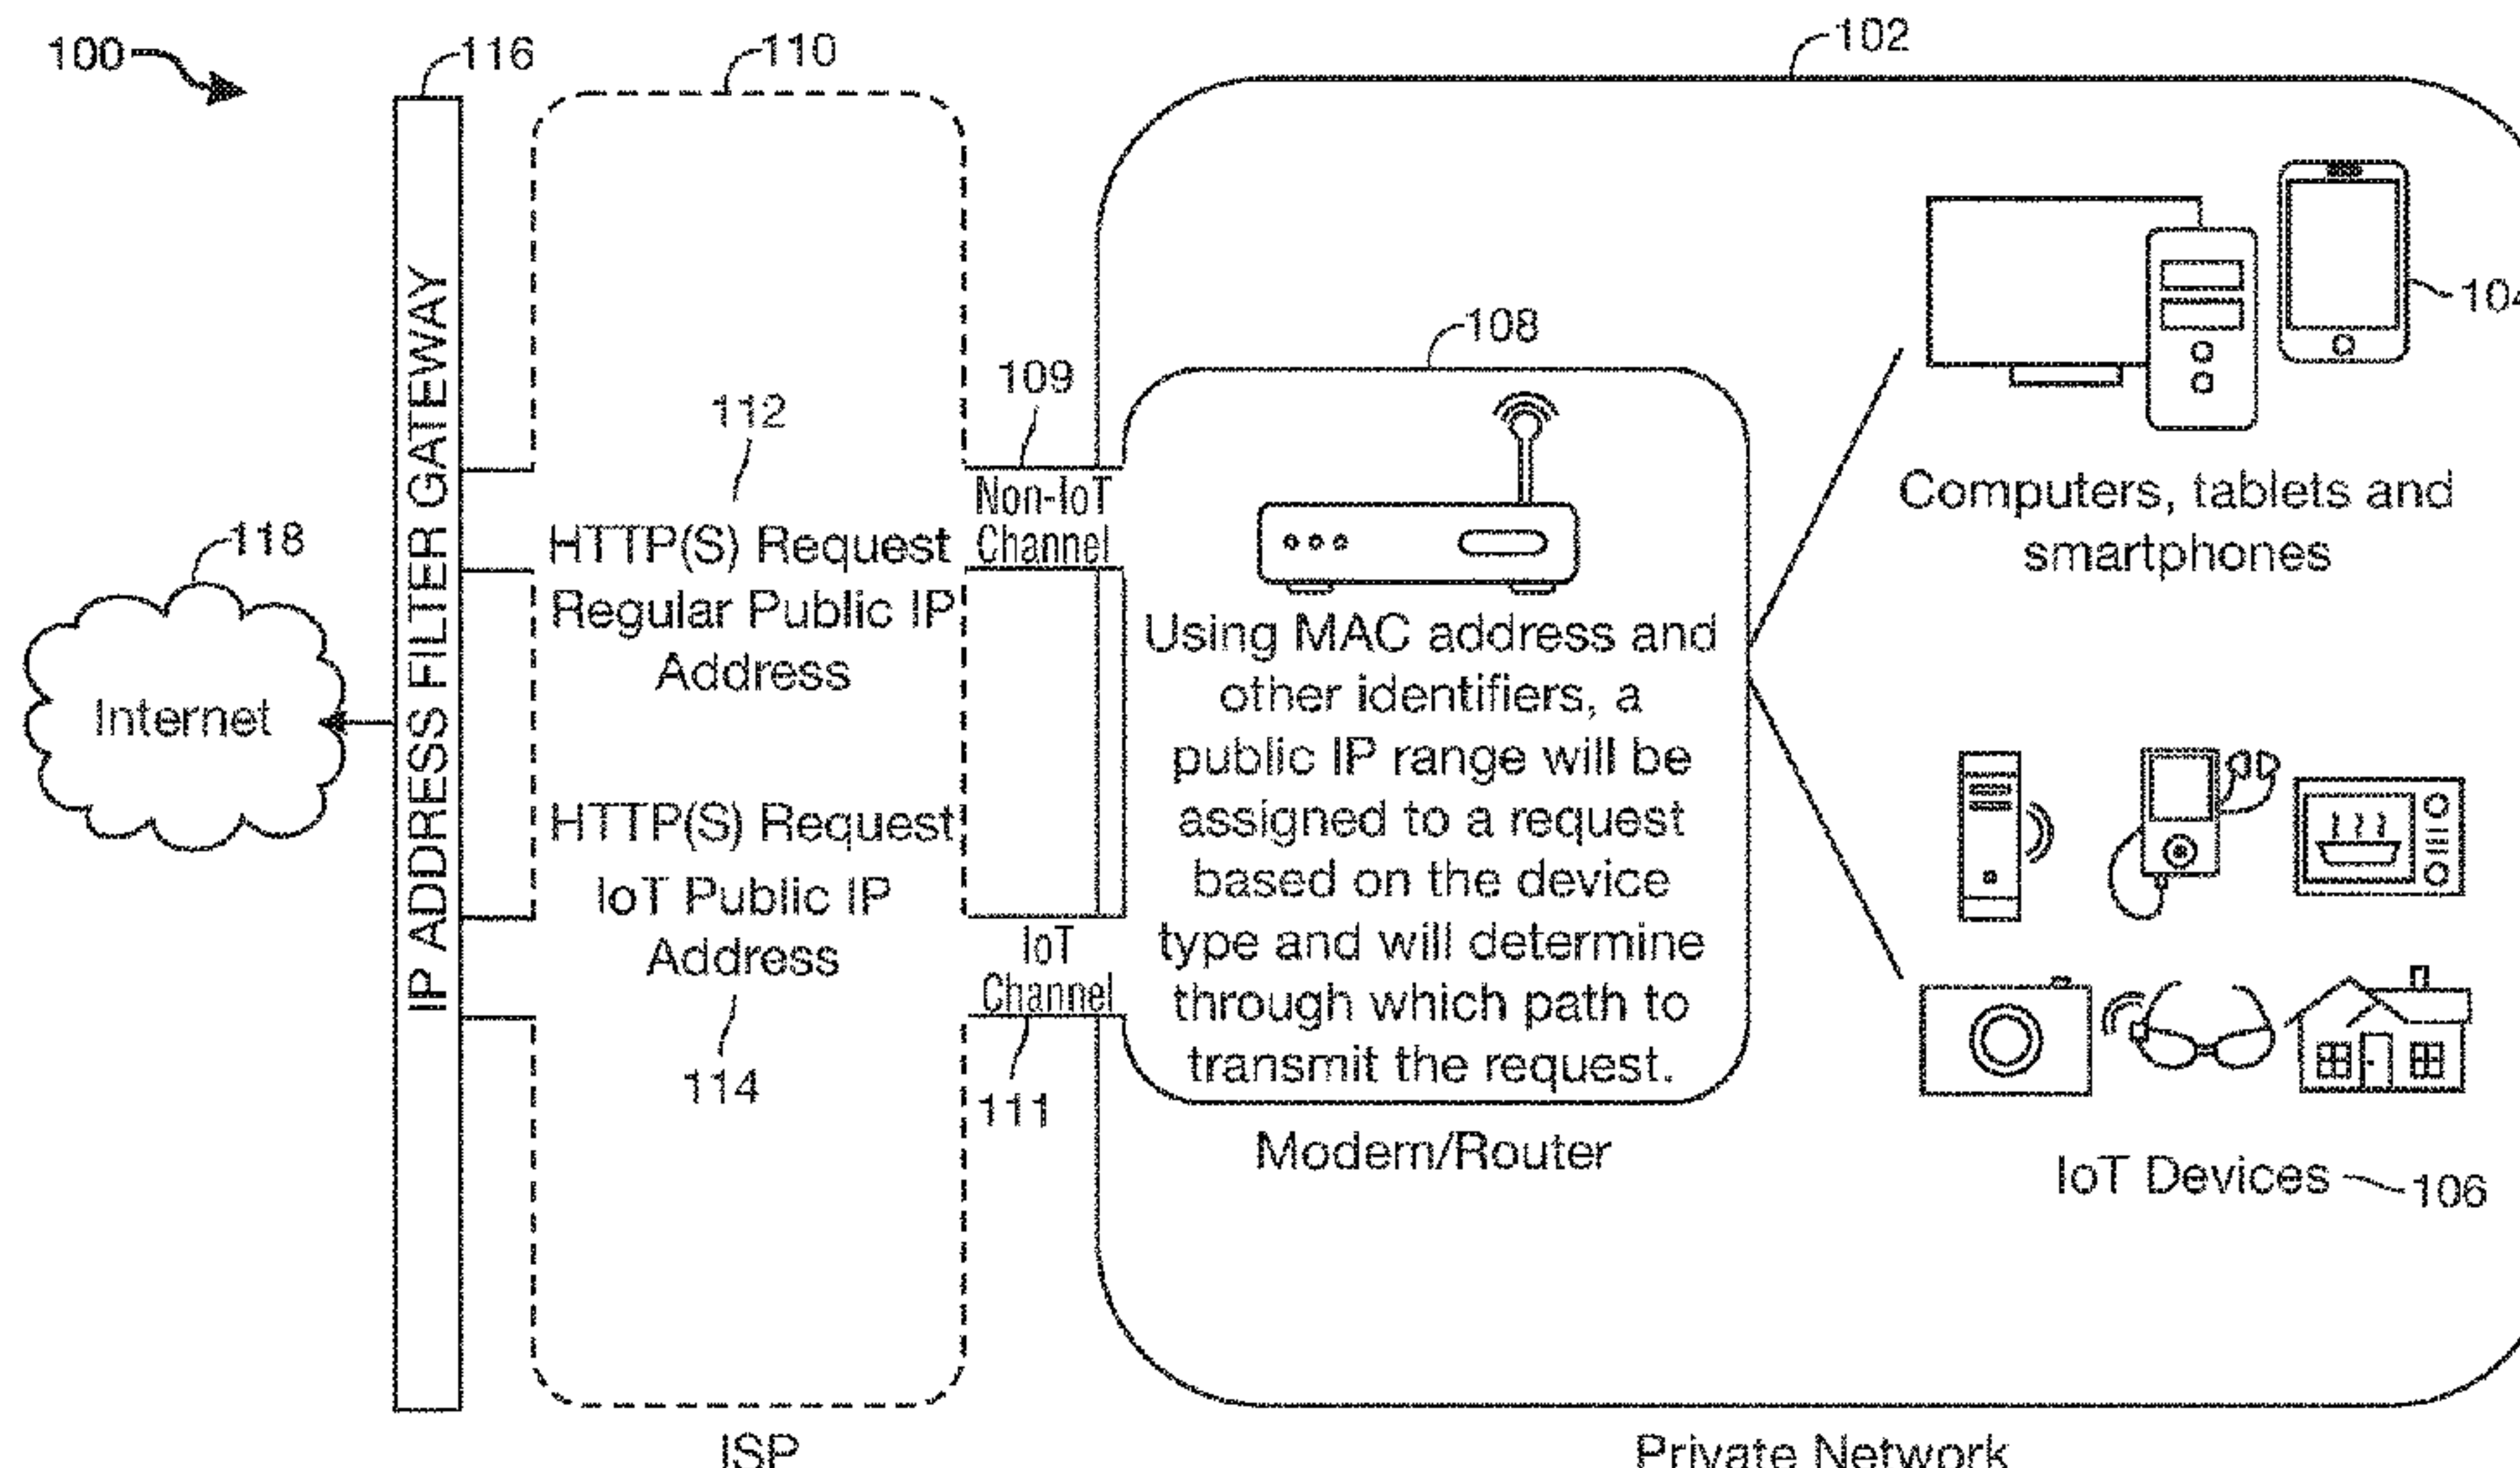 100
116
110
102
104
108
109
112
118
IP ADDRESS FILTER GATEWAY
Internet
HTTP(S) Request
Regular Public IP
Address
HTTP(S) Request
IoT Public IP
Address
114
Non-IoT
Channel
IoT
Channel
111
Using MAC address and
other identifiers, a
public IP range will be
assigned to a request
based on the device
type and will determine
through which path to
transmit the request.
Modem/Router
Computers, tablets and
smartphones
IoT Devices
106
ISP
Private Network